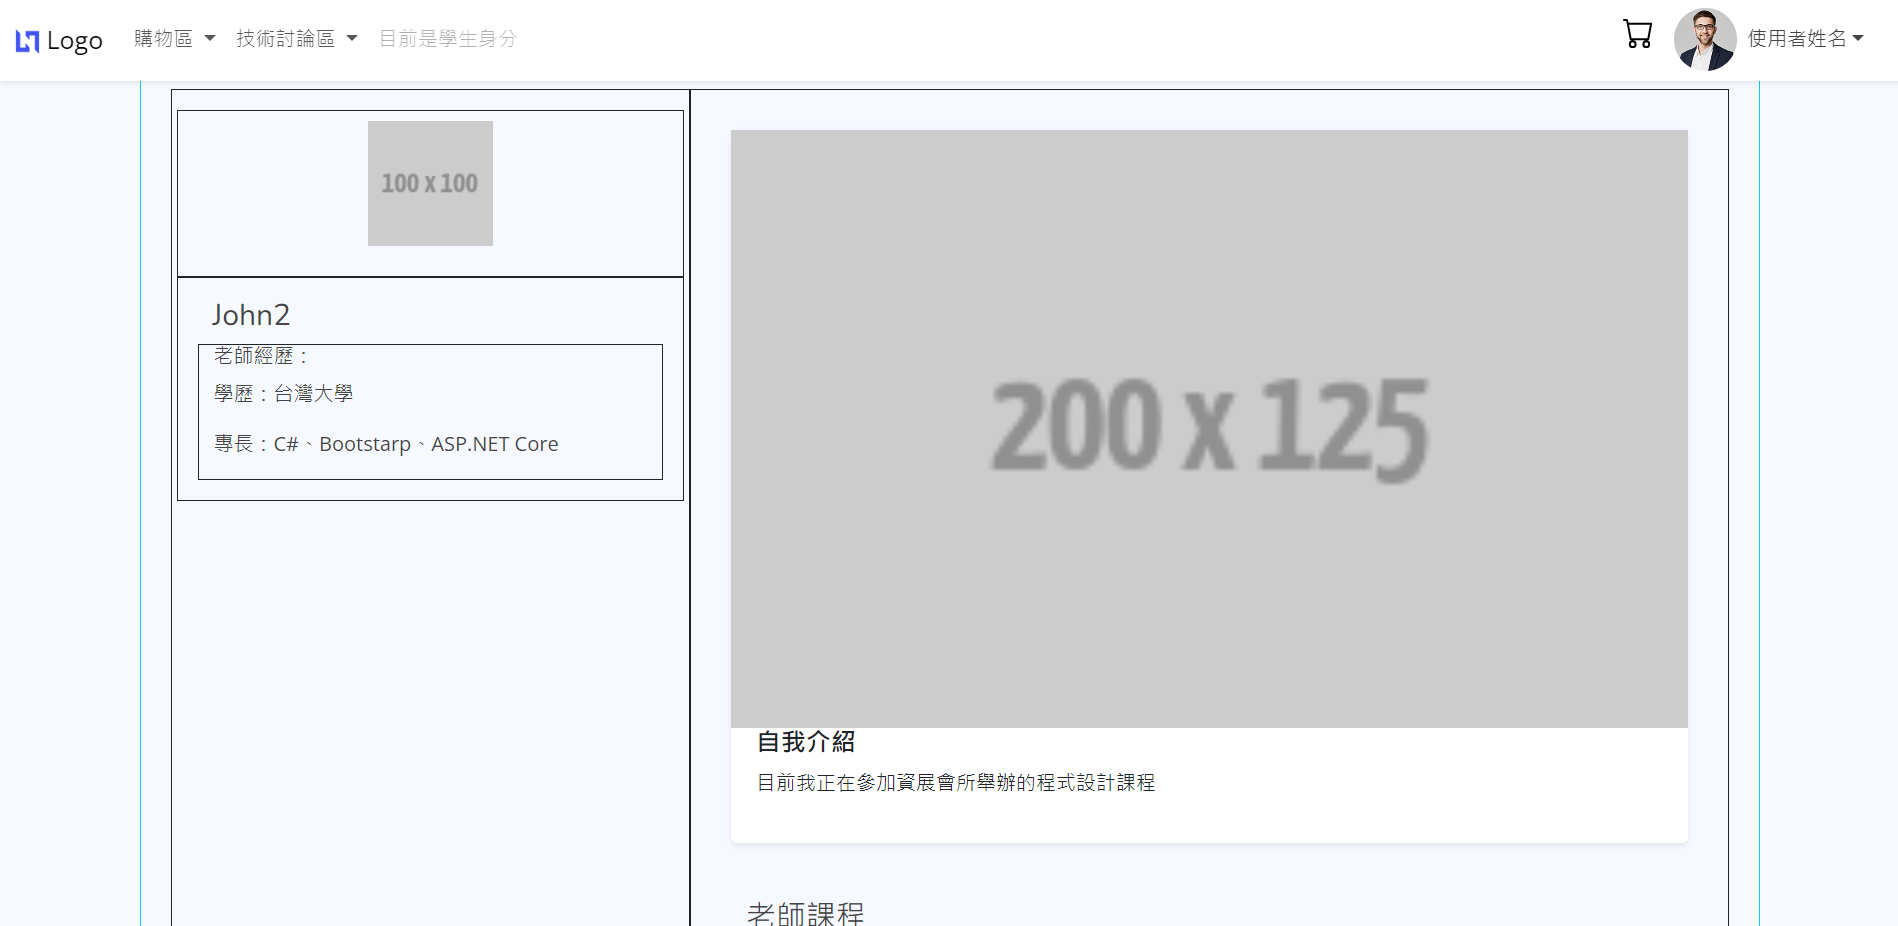 Logo 購物區 技術討論區 目前是學生身分 使用者姓名
100 x 100
John2
老師經歷：
學歷：台灣大學
專長：C#、Bootstarp、ASP.NET Core
200 x 125
自我介紹
目前我正在參加資展會所舉辦的程式設計課程
老師課程